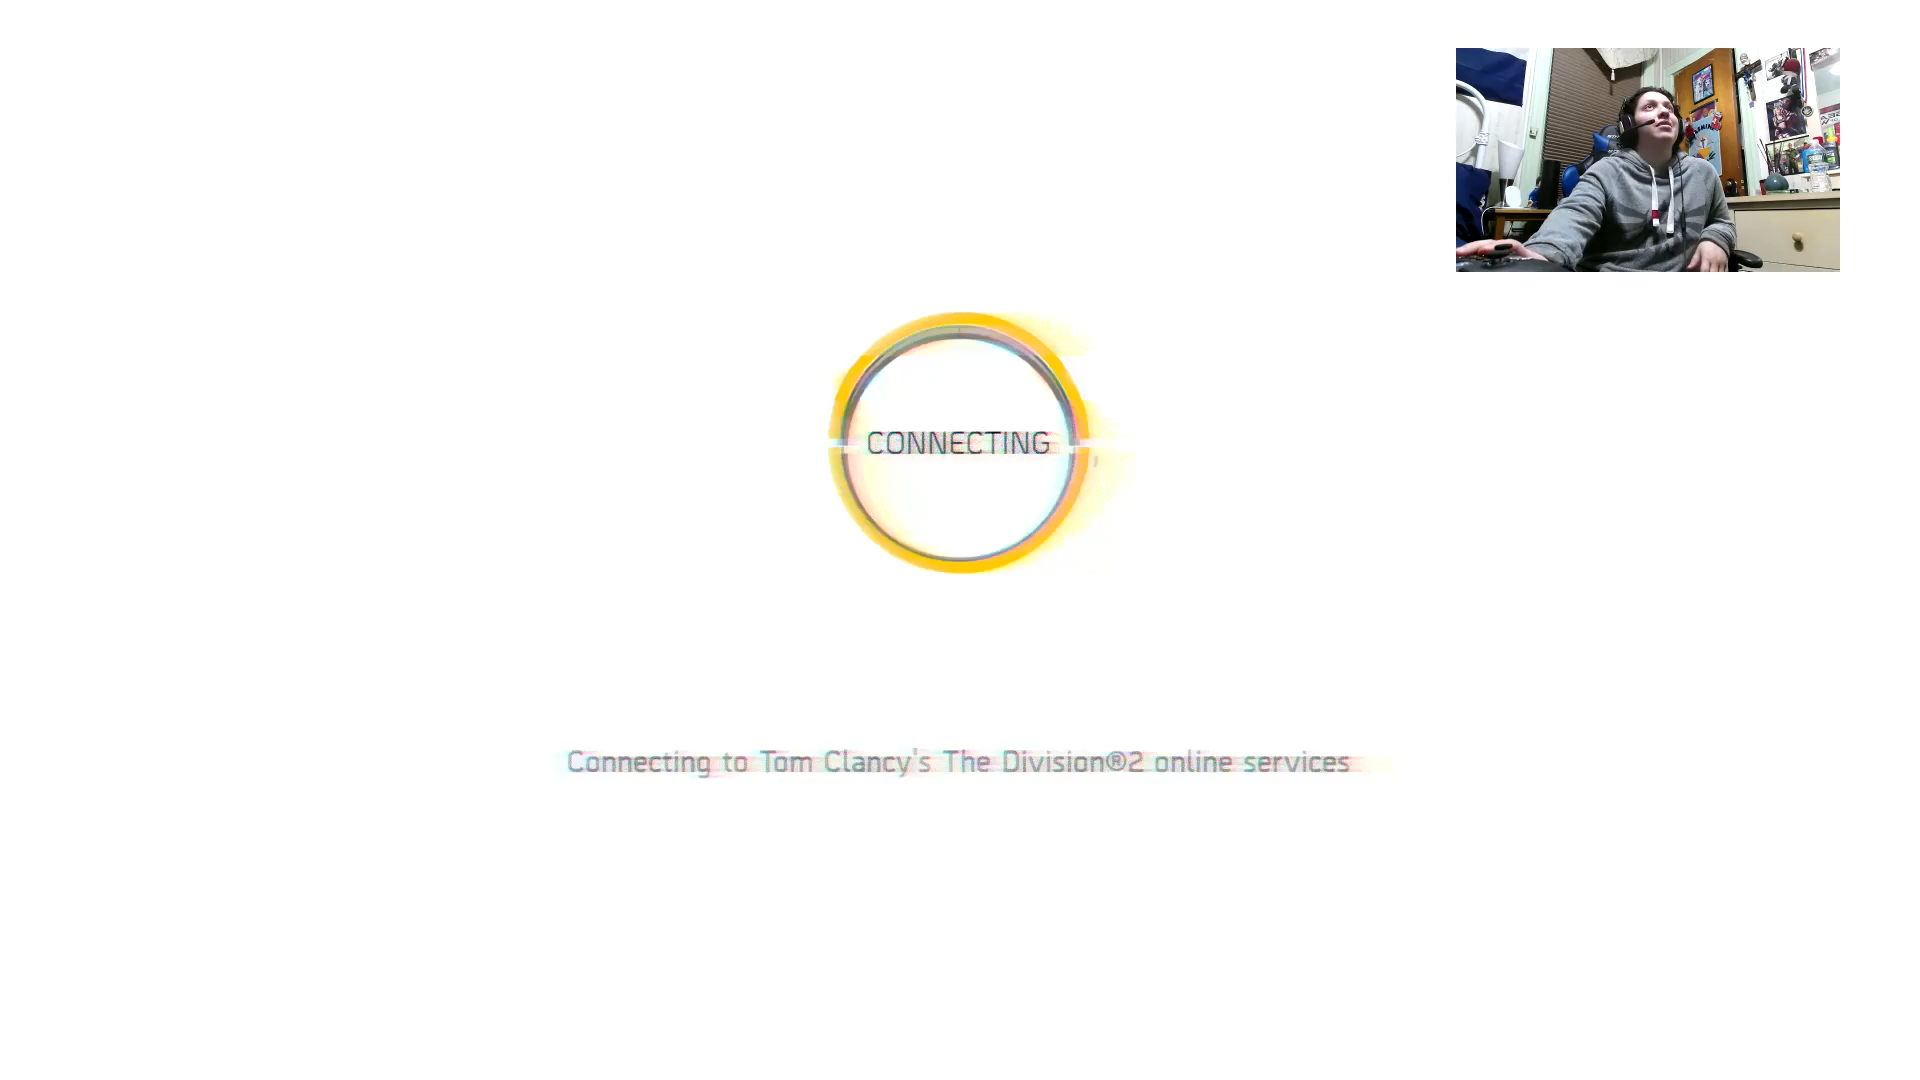 CONNECTING
Connecting to Tom Clancy's The Division®2 online services